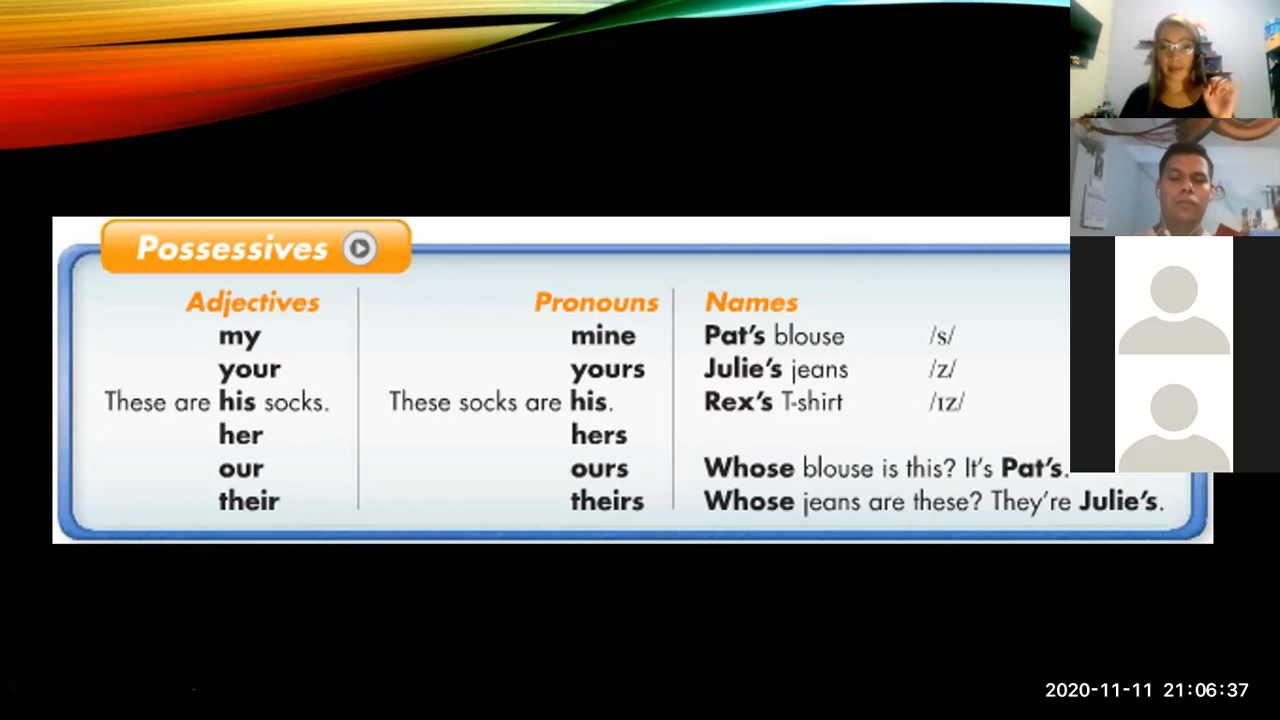 Possessives
Adjectives Pronouns Names
my mine Pat's blouse /s/
your yours Julie's jeans /z/
These are his socks. These socks are his. Rex's T-shirt /ɪz/
her hers
our ours Whose blouse is this? It's Pat's.
their theirs Whose jeans are these? They're Julie's.
2020-11-11 21:06:37